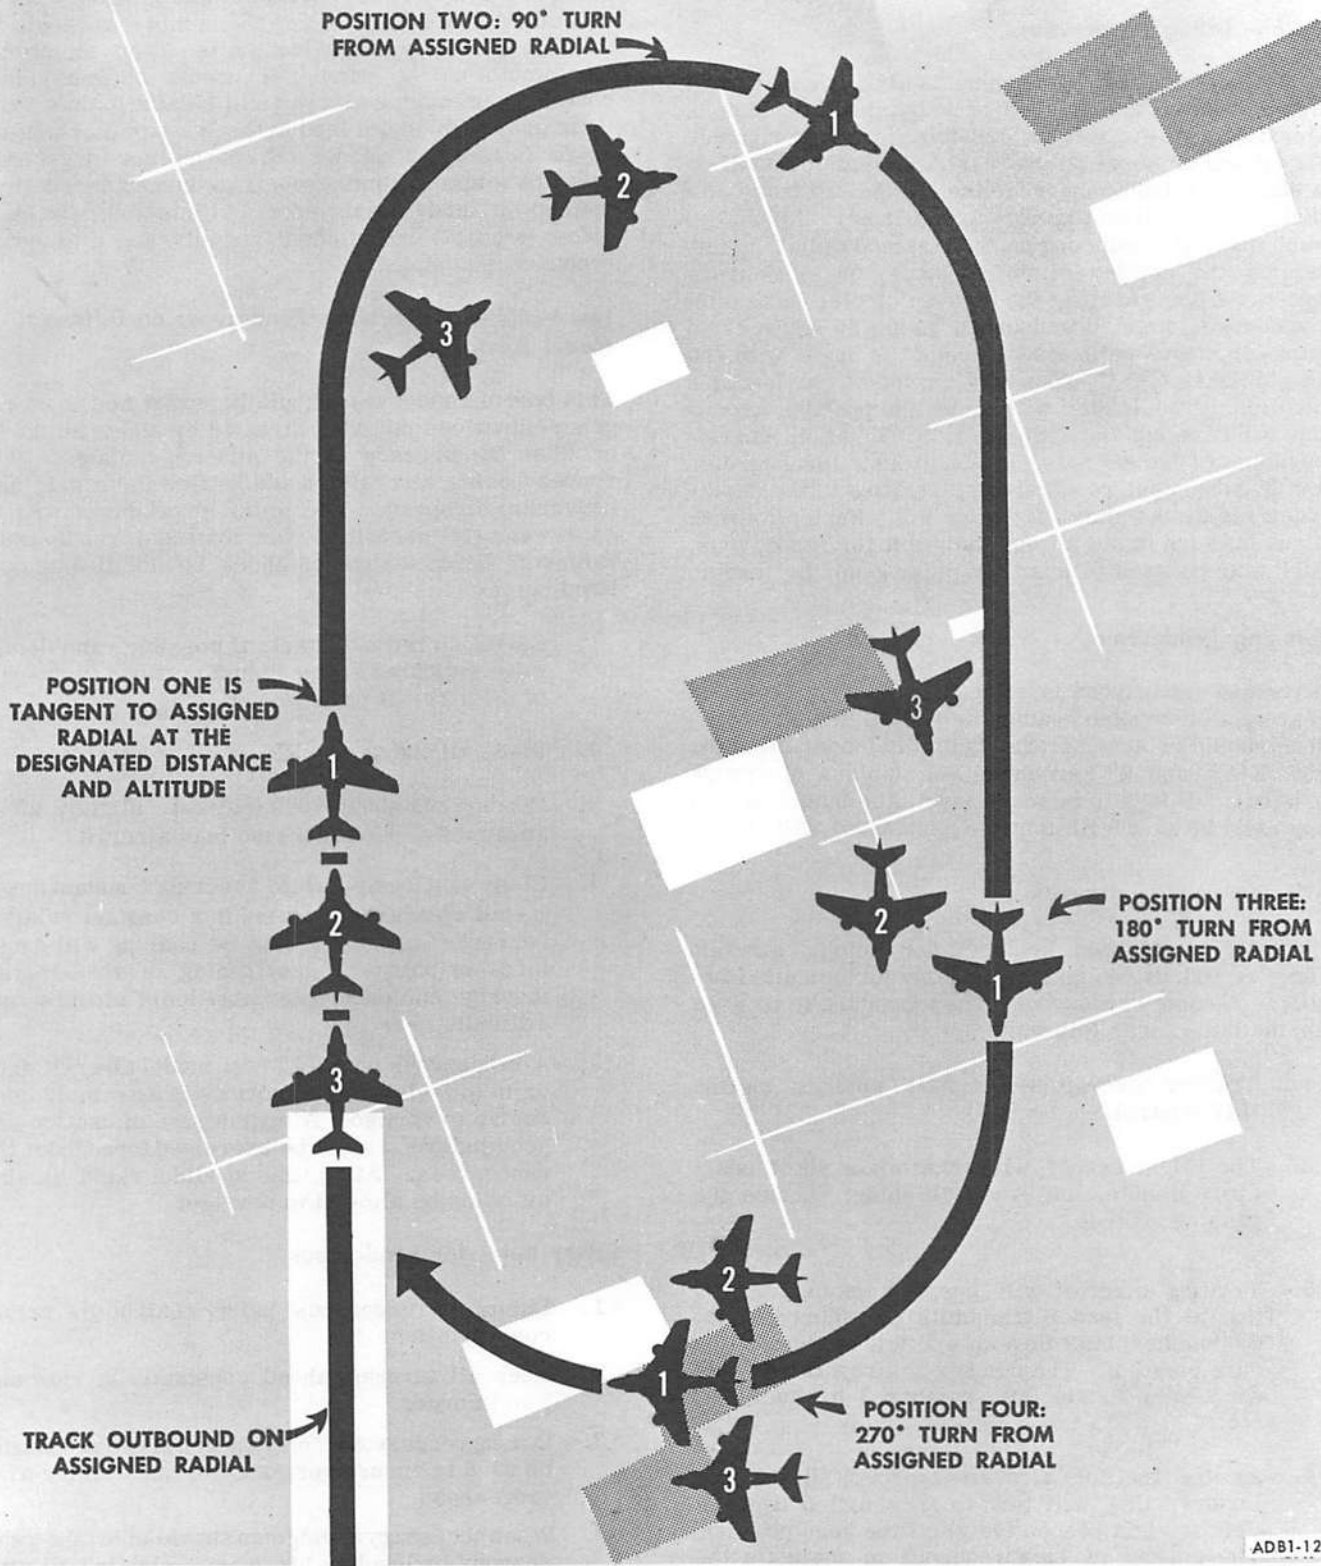 POSITION TWO: 90° TURN
FROM ASSIGNED RADIAL
1
2
3
POSITION ONE IS
TANGENT TO ASSIGNED
RADIAL AT THE
DESIGNATED DISTANCE
AND ALTITUDE
1
2
3
3
2
1
POSITION THREE:
180° TURN FROM
ASSIGNED RADIAL
2
1
3
POSITION FOUR:
270° TURN FROM
ASSIGNED RADIAL
TRACK OUTBOUND ON
ASSIGNED RADIAL
ADB1-12